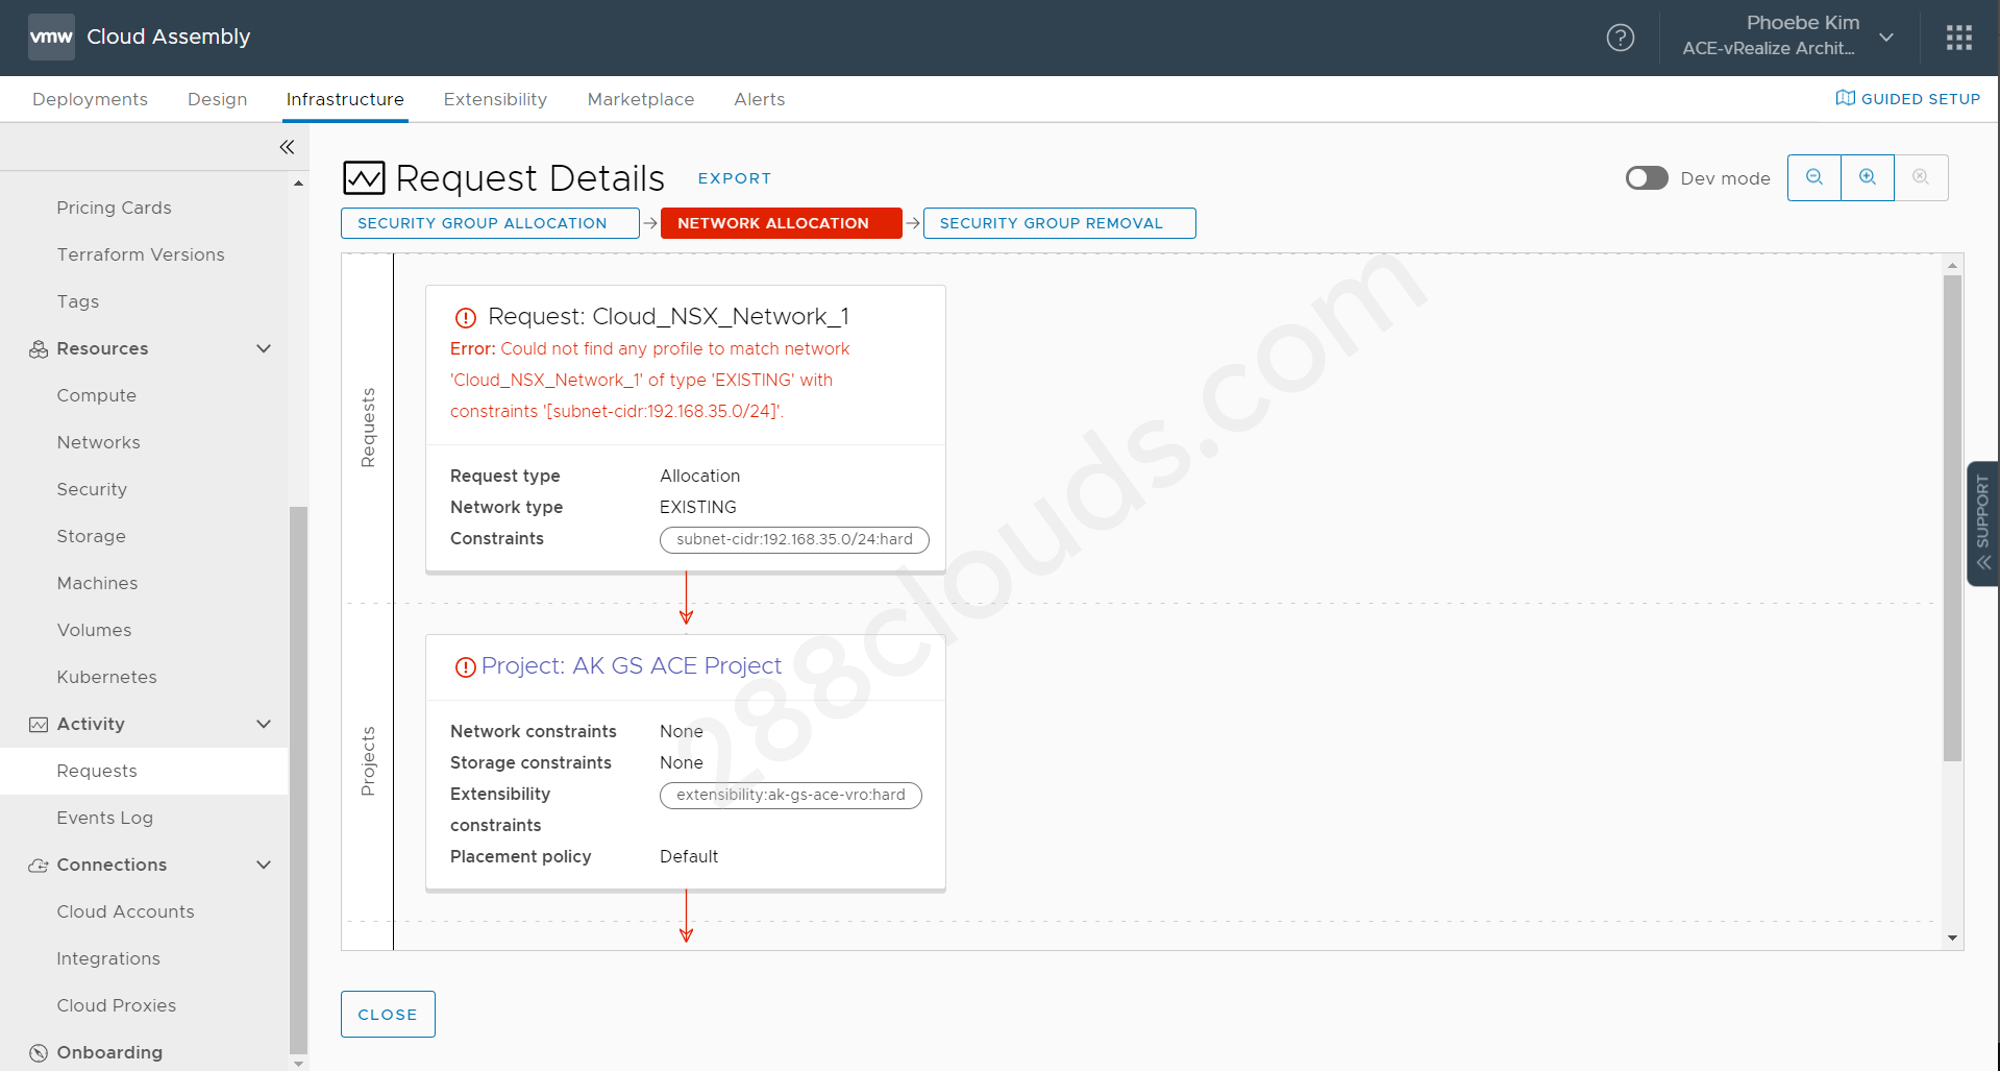 vmw Cloud Assembly
Phoebe Kim
ACE-vRealize Archit...
Deployments Design Infrastructure Extensibility Marketplace Alerts
GUIDED SETUP
Pricing Cards
Terraform Versions
Tags
Resources
Compute
Networks
Security
Storage
Machines
Volumes
Kubernetes
Activity
Requests
Events Log
Connections
Cloud Accounts
Integrations
Cloud Proxies
Onboarding
Request Details EXPORT
Dev mode
SECURITY GROUP ALLOCATION NETWORK ALLOCATION SECURITY GROUP REMOVAL
Requests
Request: Cloud_NSX_Network_1
Error: Could not find any profile to match network
'Cloud_NSX_Network_1' of type 'EXISTING' with
constraints '[subnet-cidr:192.168.35.0/24]'.
Request type Allocation
Network type EXISTING
Constraints subnet-cidr:192.168.35.0/24:hard
Projects
Project: AK GS ACE Project
Network constraints None
Storage constraints None
Extensibility extensibility:ak-gs-ace-vro:hard
constraints
Placement policy Default
CLOSE
SUPPORT
288clouds.com